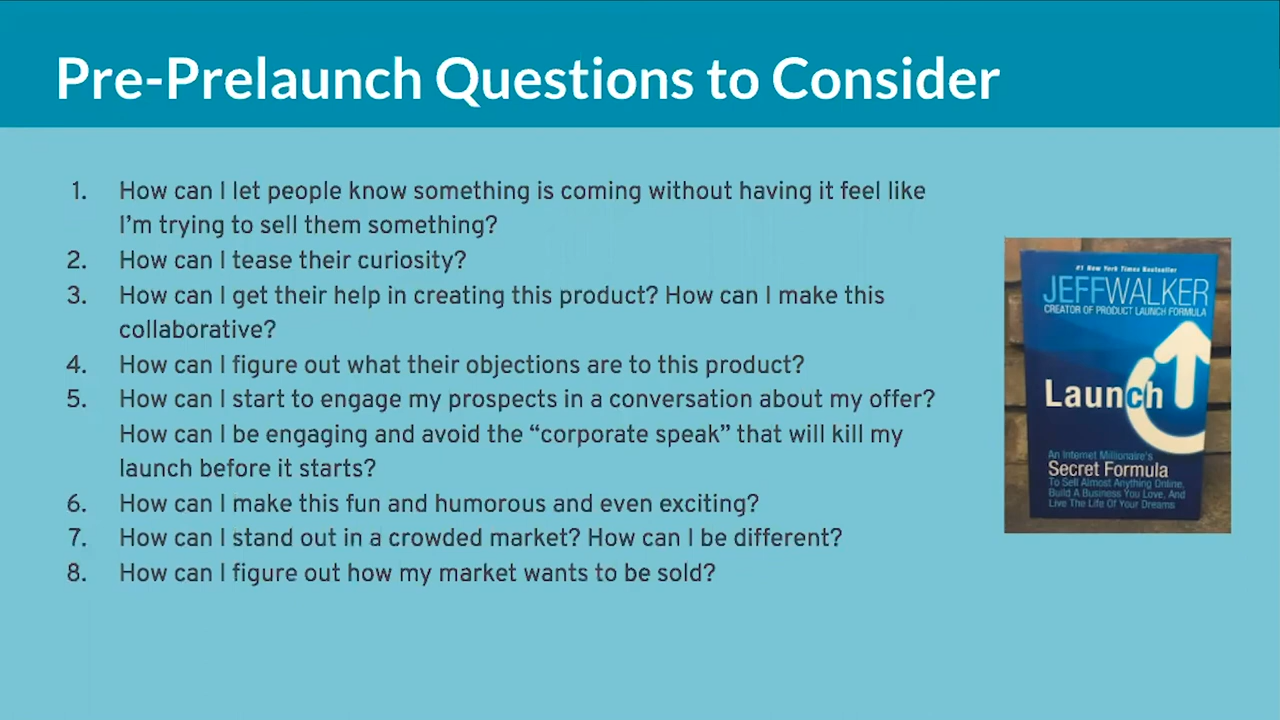 Pre-Prelaunch Questions to Consider
1. How can I let people know something is coming without having it feel like
I'm trying to sell them something?
2. How can I tease their curiosity?
3. How can I get their help in creating this product? How can I make this
collaborative?
4. How can I figure out what their objections are to this product?
5. How can I start to engage my prospects in a conversation about my offer?
How can I be engaging and avoid the “corporate speak” that will kill my
launch before it starts?
6. How can I make this fun and humorous and even exciting?
7. How can I stand out in a crowded market? How can I be different?
8. How can I figure out how my market wants to be sold?
#1 New York Times Bestseller
JEFFWALKER
CREATOR OF PRODUCT LAUNCH FORMULA
Launch
An Internet Millionaire's
Secret Formula
To Sell Almost Anything Online,
Build A Business You Love, And
Live The Life Of Your Dreams